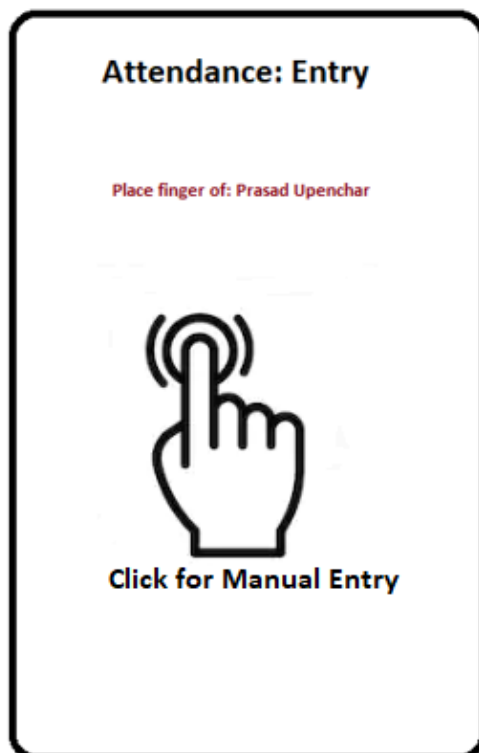 Attendance: Entry
Place finger of: Prasad Upenchar
Click for Manual Entry